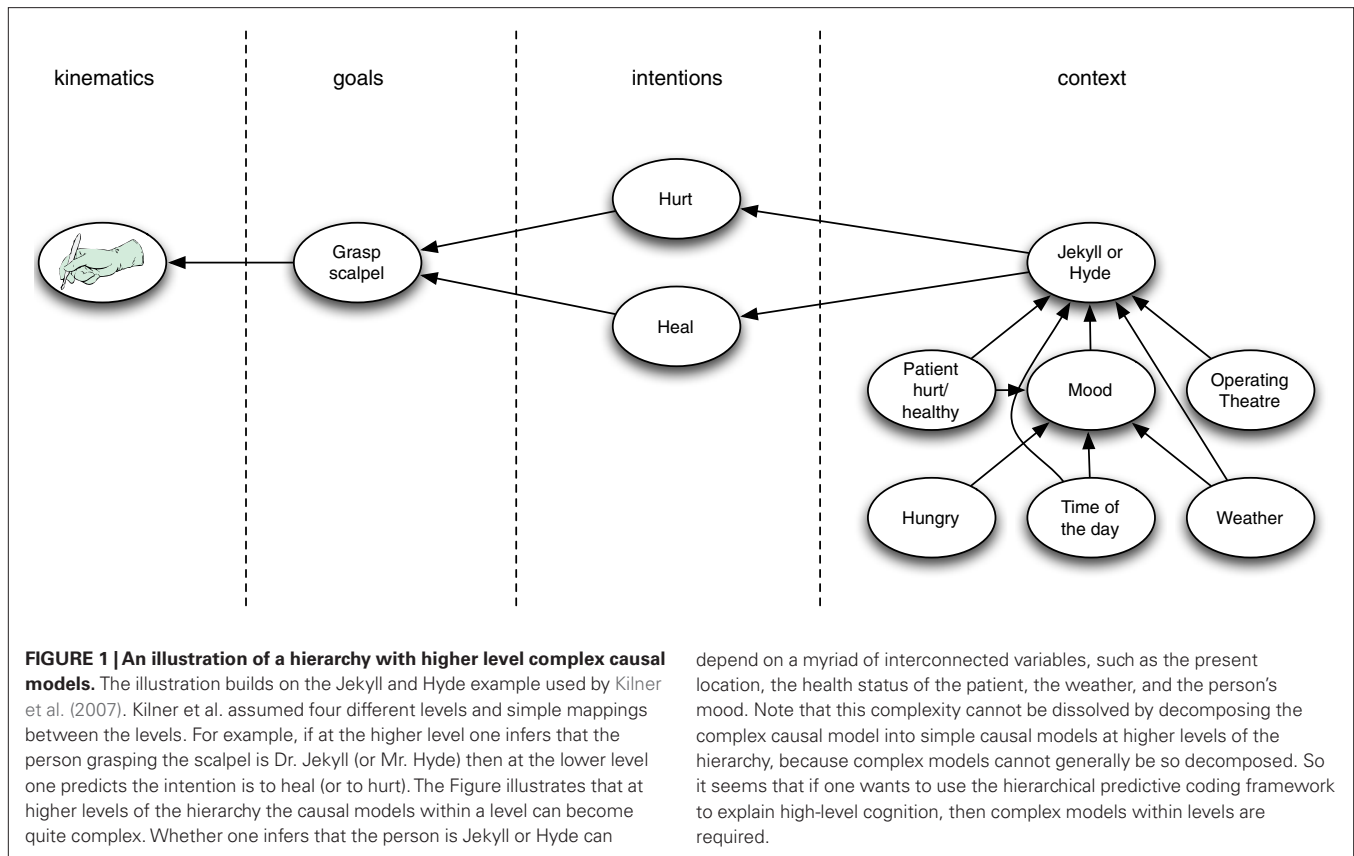 kinematics
goals
intentions
context
Hurt
Grasp
scalpel
Jekyll or
Hyde
Heal
Patient
hurt/
healthy
Mood
Operating
Theatre
Hungry
Time of
the day
Weather
FIGURE 1 | An illustration of a hierarchy with higher level complex causal
models. The illustration builds on the Jekyll and Hyde example used by Kilner
et al. (2007). Kilner et al. assumed four different levels and simple mappings
between the levels. For example, if at the higher level one infers that the
person grasping the scalpel is Dr. Jekyll (or Mr. Hyde) then at the lower level
one predicts the intention is to heal (or to hurt). The Figure illustrates that at
higher levels of the hierarchy the causal models within a level can become
quite complex. Whether one infers that the person is Jekyll or Hyde can
depend on a myriad of interconnected variables, such as the present
location, the health status of the patient, the weather, and the person's
mood. Note that this complexity cannot be dissolved by decomposing the
complex causal model into simple causal models at higher levels of the
hierarchy, because complex models cannot generally be so decomposed. So
it seems that if one wants to use the hierarchical predictive coding framework
to explain high-level cognition, then complex models within levels are
required.